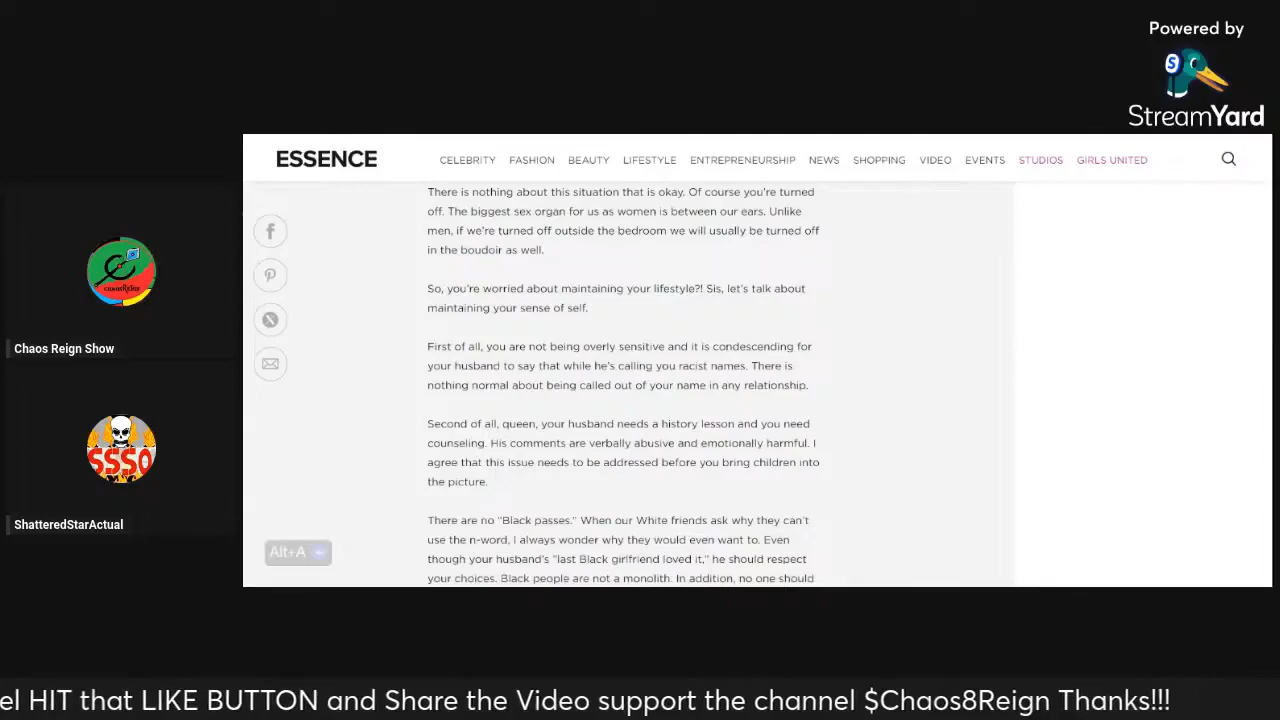 Powered by
StreamYard
ESSENCE
CELEBRITY FASHION BEAUTY LIFESTYLE ENTREPRENEURSHIP NEWS SHOPPING VIDEO EVENTS STUDIOS GIRLS UNITED
There is nothing about this situation that is okay. Of course you're turned
off. The biggest sex organ for us as women is between our ears. Unlike
men, if we're turned off outside the bedroom we will usually be turned off
in the boudoir as well.
So, you're worried about maintaining your lifestyle?! Sis, let's talk about
maintaining your sense of self.
First of all, you are not being overly sensitive and it is condescending for
your husband to say that while he's calling you racist names. There is
nothing normal about being called out of your name in any relationship.
Second of all, queen, your husband needs a history lesson and you need
counseling. His comments are verbally abusive and emotionally harmful. I
agree that this issue needs to be addressed before you bring children into
the picture.
There are no "Black passes." When our White friends ask why they can't
use the n-word, I always wonder why they would even want to. Even
though your husband's "last Black girlfriend loved it," he should respect
your choices. Black people are not a monolith. In addition, no one should
Alt+A
chaosReign
Chaos Reign Show
SSSO
ShatteredStarActual
el HIT that LIKE BUTTON and Share the Video support the channel $Chaos8Reign Thanks!!!